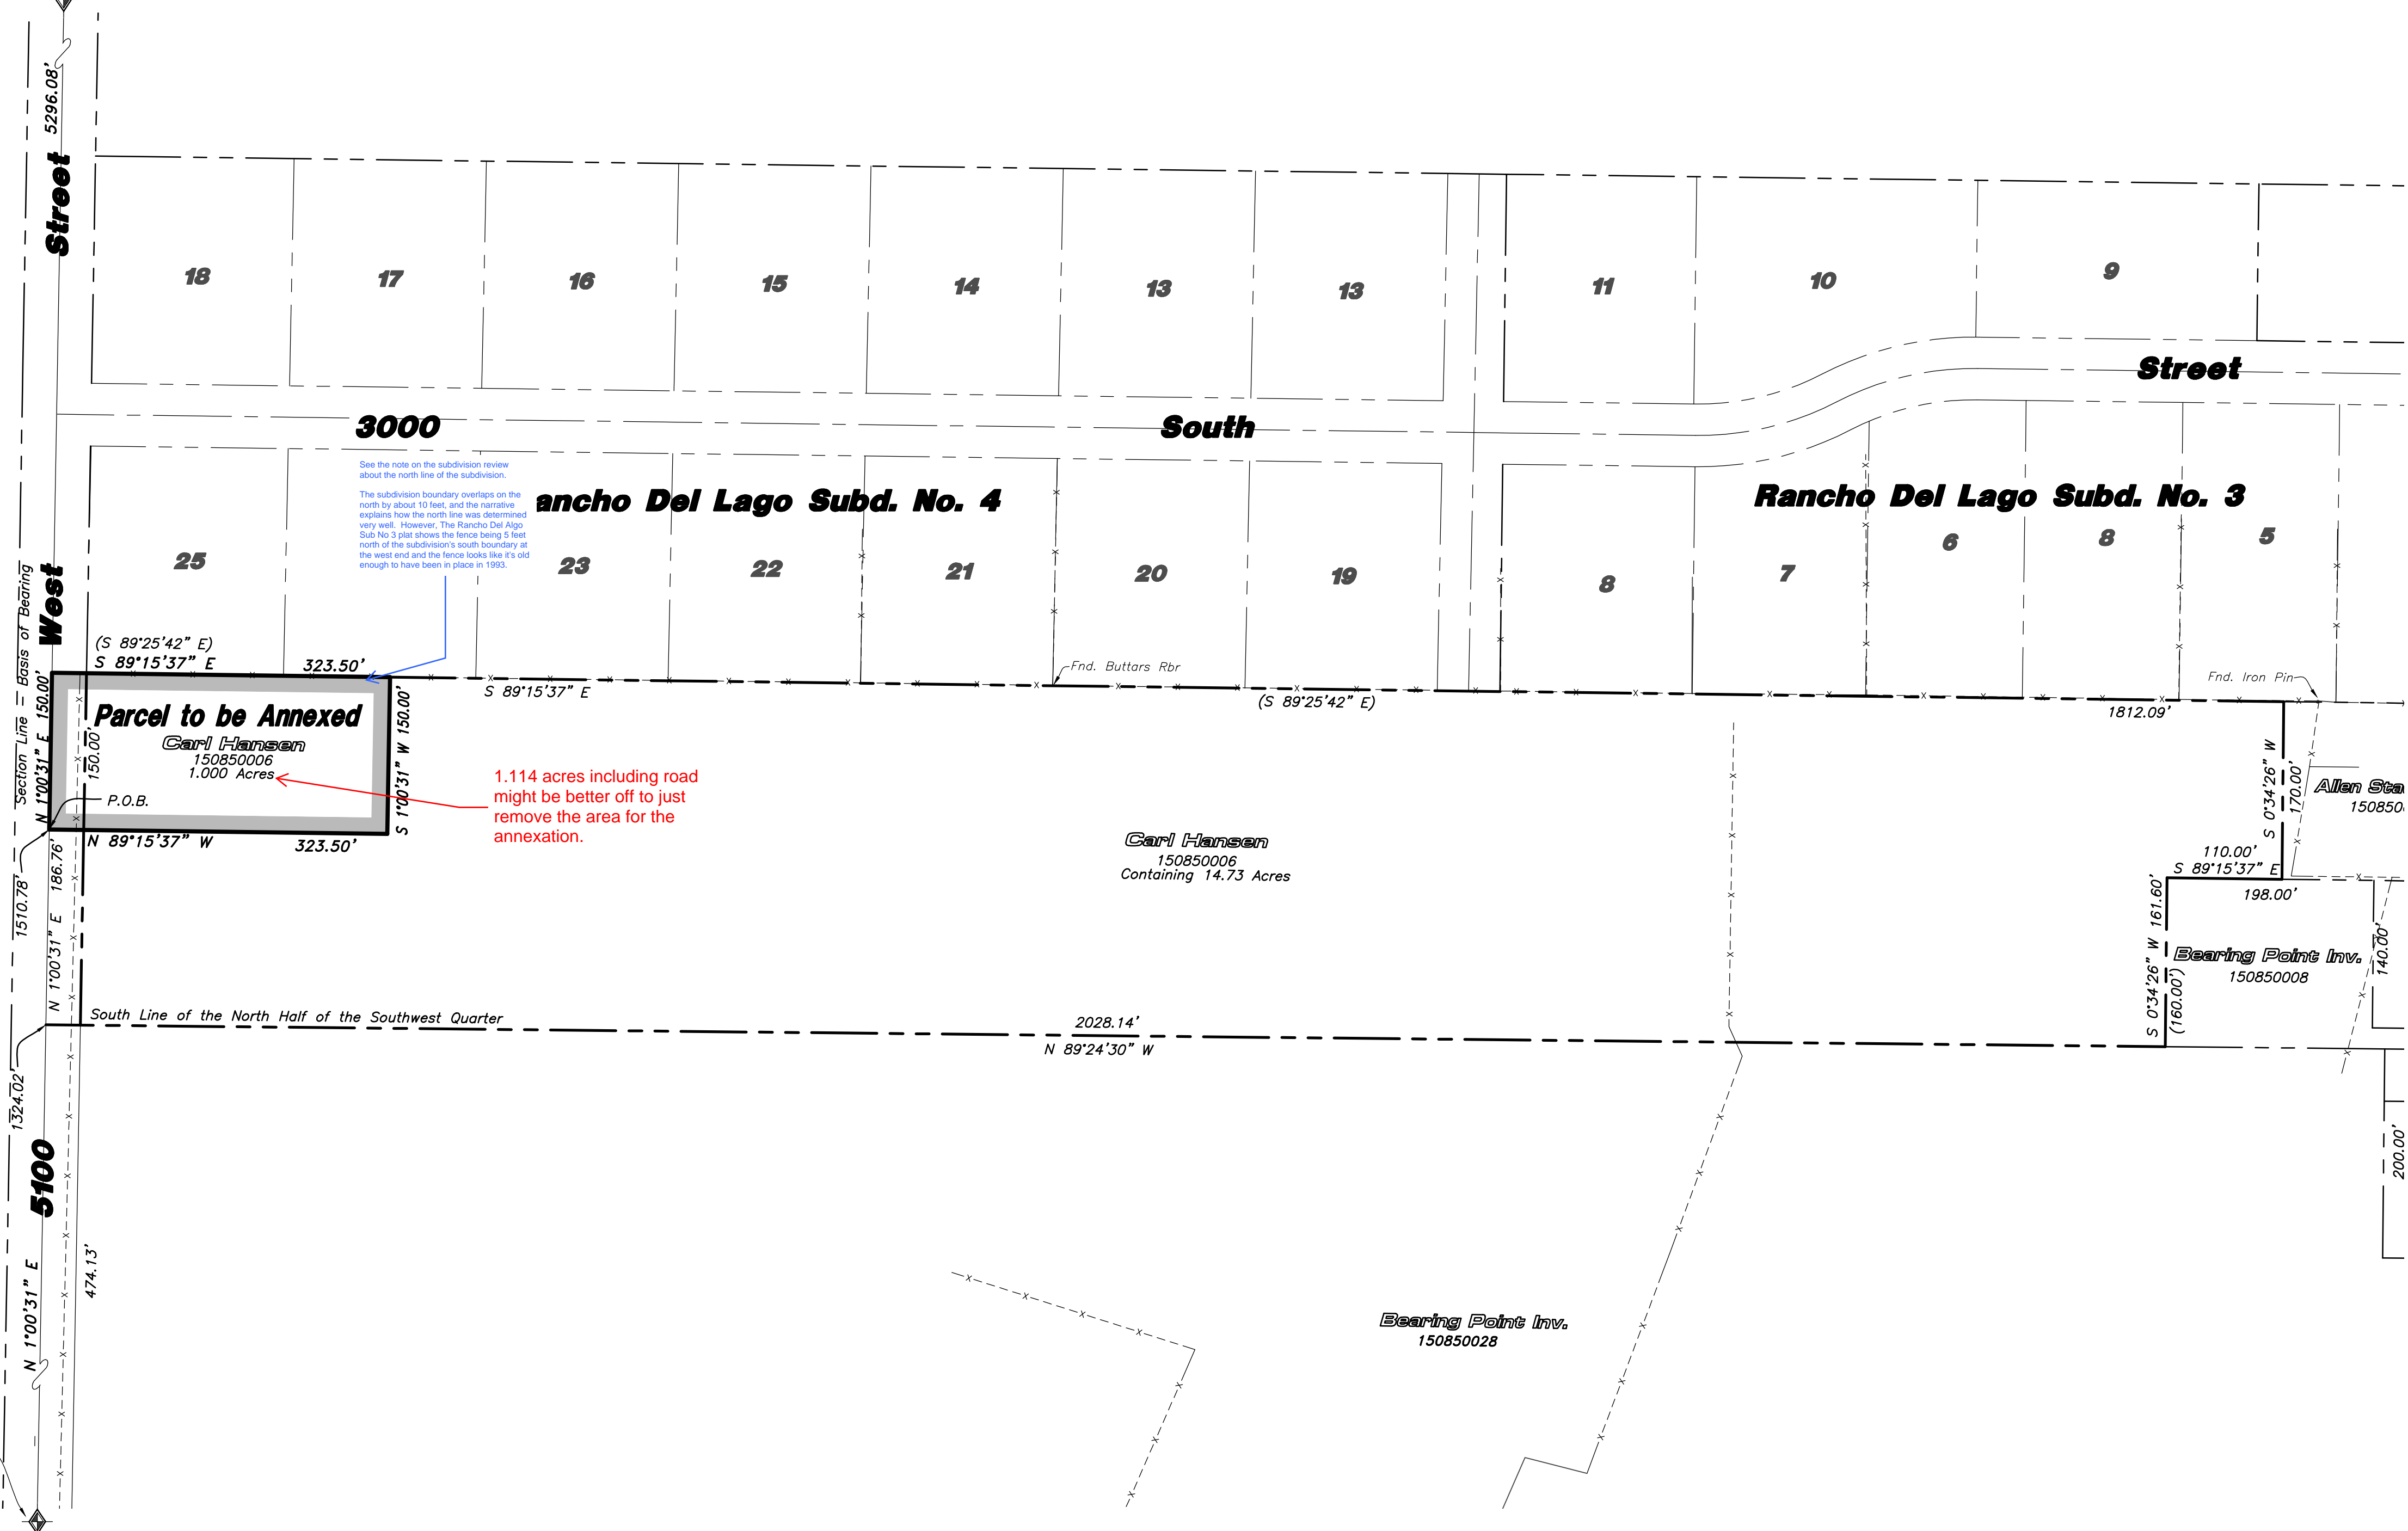 5296.08'
Street
18
17
16
15
14
13
13
11
10
9
Street
3000
South
See the note on the subdivision review
about the north line of the subdivision.
The subdivision boundary overlaps on the
north by about 10 feet, and the narrative
explains how the north line was determined
very well. However, The Rancho Del Algo
Sub No 3 plat shows the fence being 5 feet
north of the subdivision's south boundary at
the west end and the fence looks like it's old
enough to have been in place in 1993.
ancho Del Lago Subd. No. 4
Rancho Del Lago Subd. No. 3
25
23
22
21
20
19
8
7
6
8
5
West
Section Line – Basis of Bearing
(S 89°25'42" E)
S 89°15'37" E
323.50'
N 1°00'31" E 150.00'
150.00'
S 1°00'31" W 150.00'
S 89°15'37" E
Fnd. Buttars Rbr
(S 89°25'42" E)
Fnd. Iron Pin
1812.09'
Parcel to be Annexed
Carl Hansen
150850006
1.000 Acres
P.O.B.
N 89°15'37" W
323.50'
1.114 acres including road
might be better off to just
remove the area for the
annexation.
Carl Hansen
150850006
Containing 14.73 Acres
S 0°34'26" W
170.00'
Allen Sta
1508500
110.00'
S 89°15'37" E
198.00'
S 0°34'26" W 161.60'
(160.00')
Bearing Point Inv.
150850008
140.00'
1510.78'
N 1°00'31" E 186.76'
South Line of the North Half of the Southwest Quarter
2028.14'
N 89°24'30" W
1324.02'
5100
200.00'
N 1°00'31" E
474.13'
Bearing Point Inv.
150850028